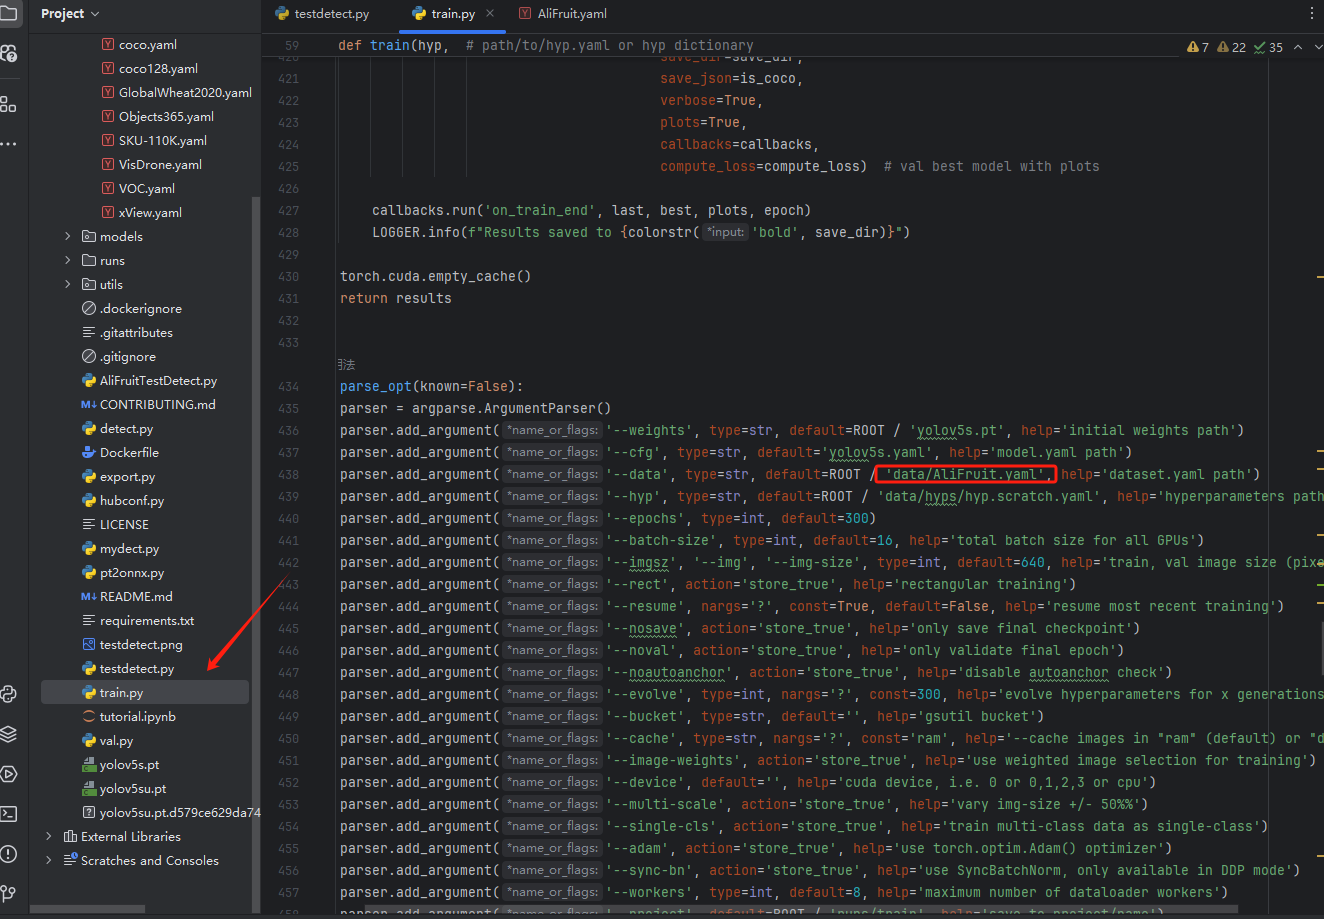 Project
testdetect.py
train.py
AliFruit.yaml
coco.yaml
coco128.yaml
GlobalWheat2020.yaml
Objects365.yaml
SKU-110K.yaml
VisDrone.yaml
VOC.yaml
xView.yaml
models
runs
utils
.dockerignore
.gitattributes
.gitignore
AliFruitTestDetect.py
CONTRIBUTING.md
detect.py
Dockerfile
export.py
hubconf.py
LICENSE
mydect.py
pt2onnx.py
README.md
requirements.txt
testdetect.png
testdetect.py
train.py
tutorial.ipynb
val.py
yolov5s.pt
yolov5su.pt
yolov5su.pt.d579ce629da74
External Libraries
Scratches and Consoles
59 def train(hyp, # path/to/hyp.yaml or hyp dictionary
7 22 35
420 save_dir=save_dir,
421 save_json=is_coco,
422 verbose=True,
423 plots=True,
424 callbacks=callbacks,
425 compute_loss=compute_loss) # val best model with plots
426
427 callbacks.run('on_train_end', last, best, plots, epoch)
428 LOGGER.info(f"Results saved to {colorstr( *input: 'bold', save_dir)}")
429
430 torch.cuda.empty_cache()
431 return results
432
433
法
434 parse_opt(known=False):
435 parser = argparse.ArgumentParser()
436 parser.add_argument( *name_or_flags: '--weights', type=str, default=ROOT / 'yolov5s.pt', help='initial weights path')
437 parser.add_argument( *name_or_flags: '--cfg', type=str, default='yolov5s.yaml', help='model.yaml path')
438 parser.add_argument( *name_or_flags: '--data', type=str, default=ROOT / 'data/AliFruit.yaml', help='dataset.yaml path')
439 parser.add_argument( *name_or_flags: '--hyp', type=str, default=ROOT / 'data/hyps/hyp.scratch.yaml', help='hyperparameters path
440 parser.add_argument( *name_or_flags: '--epochs', type=int, default=300)
441 parser.add_argument( *name_or_flags: '--batch-size', type=int, default=16, help='total batch size for all GPUs')
442 parser.add_argument( *name_or_flags: '--imgsz', '--img', '--img-size', type=int, default=640, help='train, val image size (pixe
443 parser.add_argument( *name_or_flags: '--rect', action='store_true', help='rectangular training')
444 parser.add_argument( *name_or_flags: '--resume', nargs='?', const=True, default=False, help='resume most recent training')
445 parser.add_argument( *name_or_flags: '--nosave', action='store_true', help='only save final checkpoint')
446 parser.add_argument( *name_or_flags: '--noval', action='store_true', help='only validate final epoch')
447 parser.add_argument( *name_or_flags: '--noautoanchor', action='store_true', help='disable autoanchor check')
448 parser.add_argument( *name_or_flags: '--evolve', type=int, nargs='?', const=300, help='evolve hyperparameters for x generations
449 parser.add_argument( *name_or_flags: '--bucket', type=str, default='', help='gsutil bucket')
450 parser.add_argument( *name_or_flags: '--cache', type=str, nargs='?', const='ram', help='--cache images in "ram" (default) or "d
451 parser.add_argument( *name_or_flags: '--image-weights', action='store_true', help='use weighted image selection for training')
452 parser.add_argument( *name_or_flags: '--device', default='', help='cuda device, i.e. 0 or 0,1,2,3 or cpu')
453 parser.add_argument( *name_or_flags: '--multi-scale', action='store_true', help='vary img-size +/- 50%%')
454 parser.add_argument( *name_or_flags: '--single-cls', action='store_true', help='train multi-class data as single-class')
455 parser.add_argument( *name_or_flags: '--adam', action='store_true', help='use torch.optim.Adam() optimizer')
456 parser.add_argument( *name_or_flags: '--sync-bn', action='store_true', help='use SyncBatchNorm, only available in DDP mode')
457 parser.add_argument( *name_or_flags: '--workers', type=int, default=8, help='maximum number of dataloader workers')
458 parser.add_argument( *name_or_flags: '--project', default=ROOT / 'runs/train', help='save to project/name')